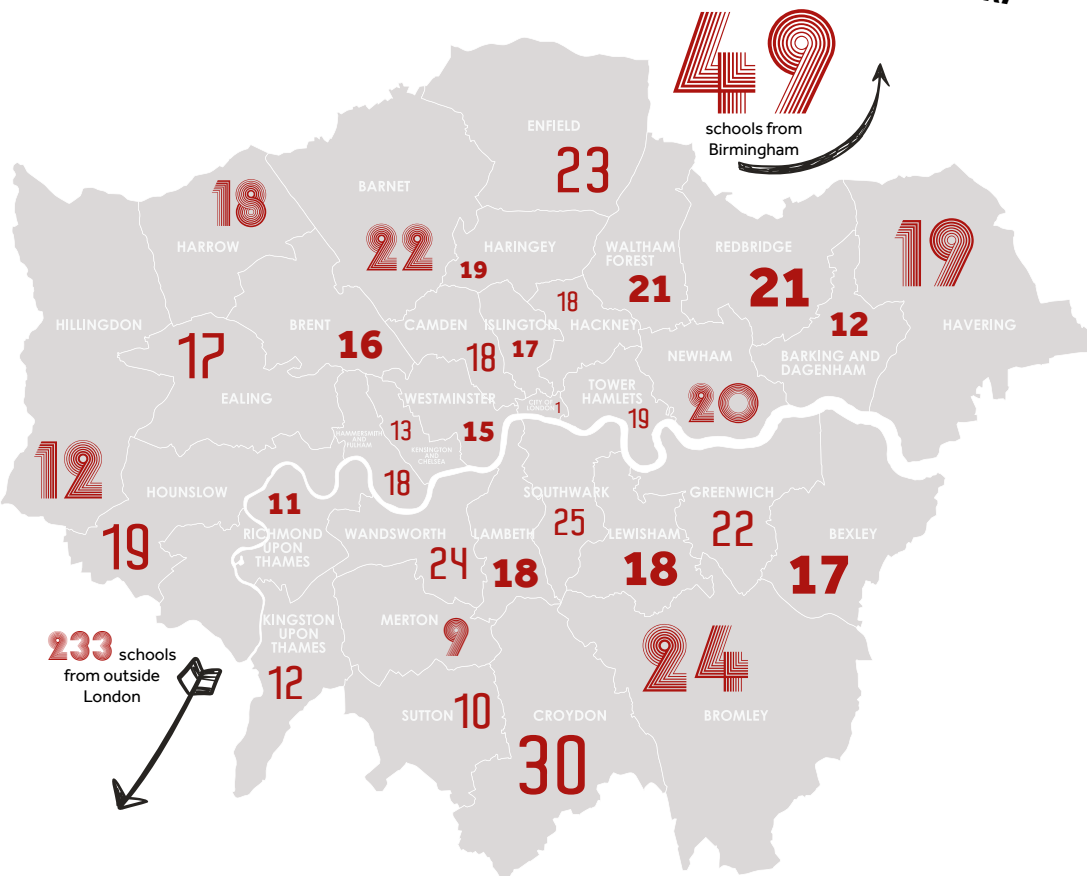 49
schools from
Birmingham
ENFIELD
23
BARNET
22
18
HARROW
HARINGEY
19
WALTHAM
FOREST
21
REDBRIDGE
21
19
HAVERING
HILLINGDON
12
17
EALING
BRENT
16
CAMDEN
18
ISLINGTON
17
18
HACKNEY
12
BARKING AND
DAGENHAM
NEWHAM
20
TOWER
HAMLETS
19
CITY OF
LONDON
1
WESTMINSTER
15
HAMMERSMITH
AND
FULHAM
13
KENSINGTON
AND
CHELSEA
18
HOUNSLOW
19
11
RICHMOND
UPON
THAMES
WANDSWORTH
24
LAMBETH
18
SOUTHWARK
25
LEWISHAM
18
GREENWICH
22
BEXLEY
17
KINGSTON
UPON
THAMES
12
MERTON
9
SUTTON
10
CROYDON
30
24
BROMLEY
233 schools
from outside
London